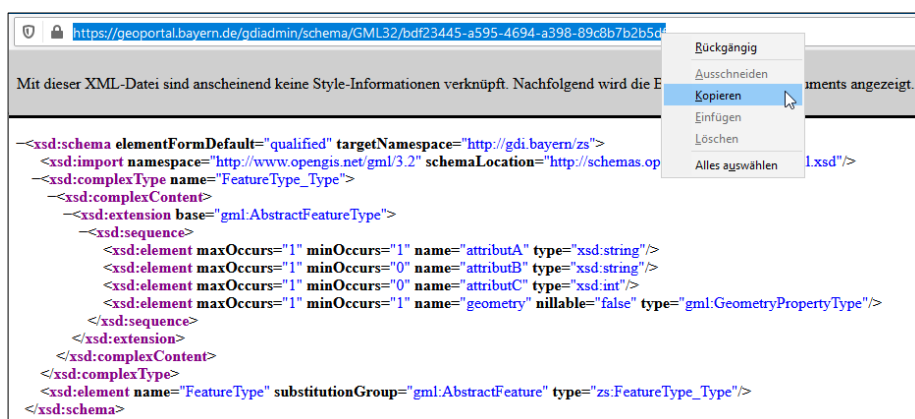 https://geoportal.bayern.de/gdiadmin/schema/GML32/bdf23445-a595-4694-a398-89c8b7b2b5d
Rückgängig
Ausschneiden
Kopieren
Einfügen
Löschen
Alles auswählen
Mit dieser XML-Datei sind anscheinend keine Style-Informationen verknüpft. Nachfolgend wird die uments angezeigt.
−<xsd:schema elementFormDefault="qualified" targetNamespace="http://gdi.bayern/zs">
<xsd:import namespace="http://www.opengis.net/gml/3.2" schemaLocation="http://schemas.op l.xsd"/>
−<xsd:complexType name="FeatureType_Type">
−<xsd:complexContent>
−<xsd:extension base="gml:AbstractFeatureType">
−<xsd:sequence>
<xsd:element maxOccurs="1" minOccurs="1" name="attributA" type="xsd:string"/>
<xsd:element maxOccurs="1" minOccurs="0" name="attributB" type="xsd:string"/>
<xsd:element maxOccurs="1" minOccurs="0" name="attributC" type="xsd:int"/>
<xsd:element maxOccurs="1" minOccurs="1" name="geometry" nillable="false" type="gml:GeometryPropertyType"/>
</xsd:sequence>
</xsd:extension>
</xsd:complexContent>
</xsd:complexType>
<xsd:element name="FeatureType" substitutionGroup="gml:AbstractFeature" type="zs:FeatureType_Type"/>
</xsd:schema>